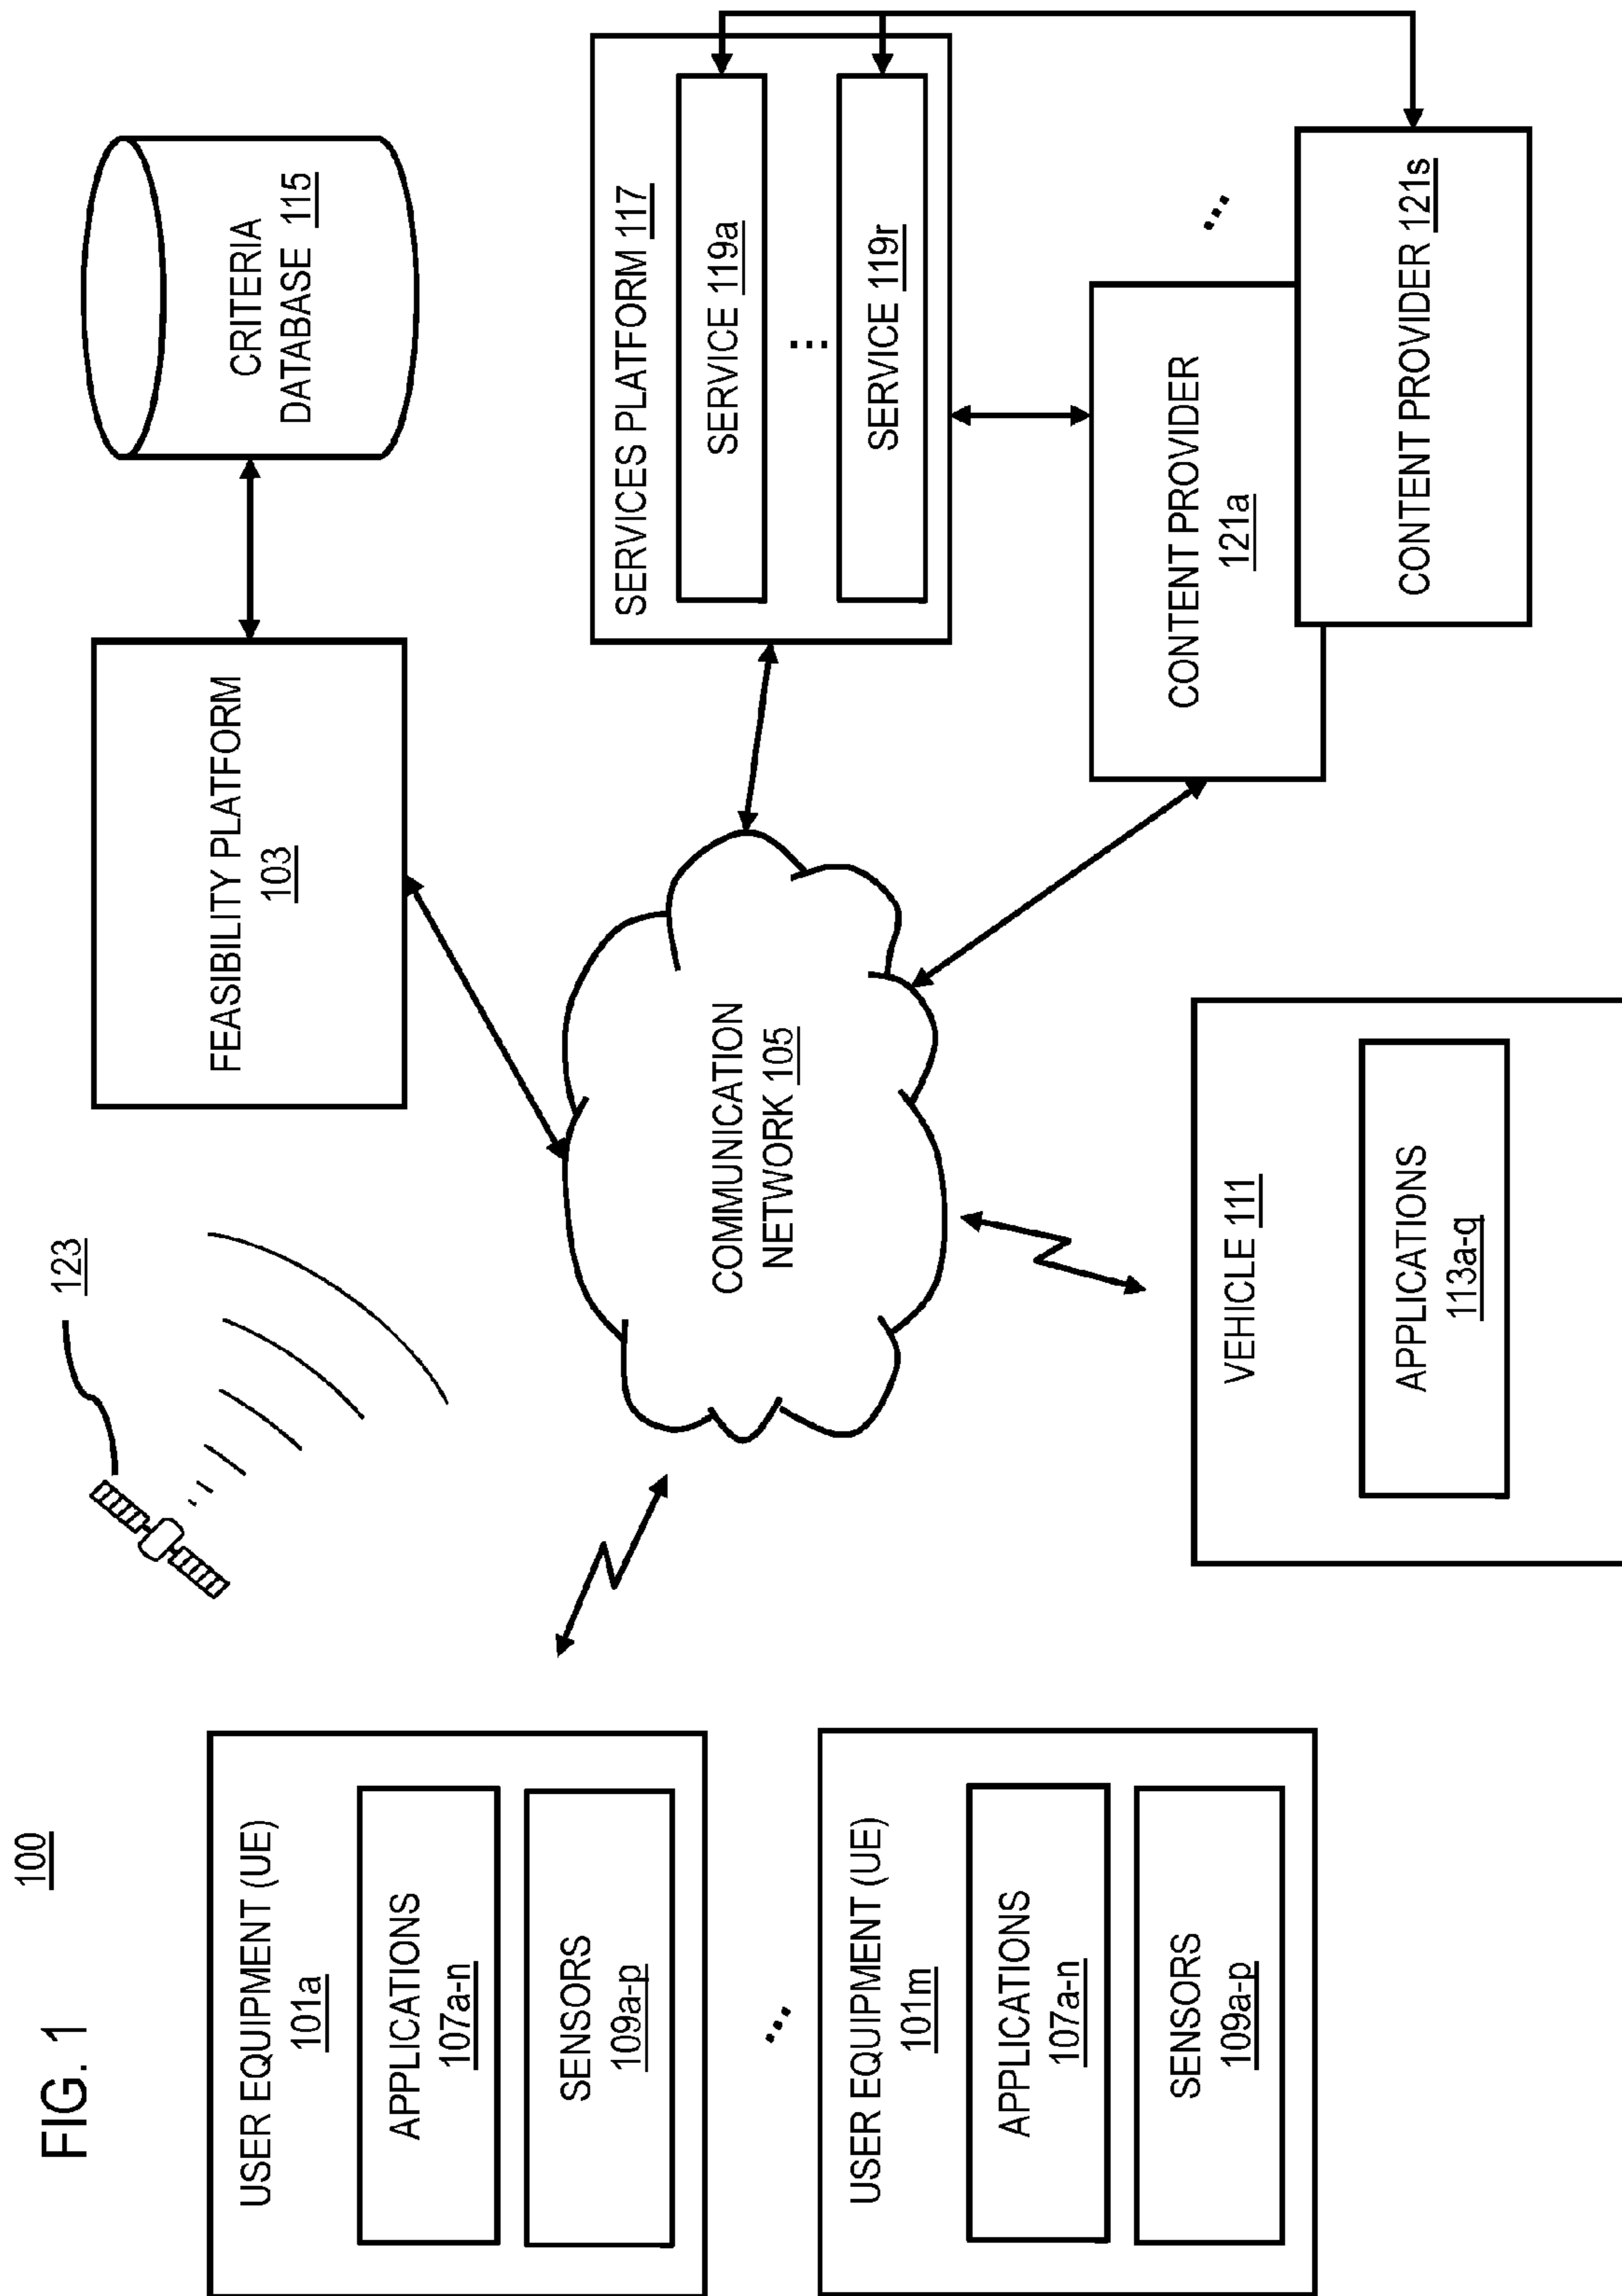 FIG. 1
100
USER EQUIPMENT (UE)
101a
APPLICATIONS
107a-n
SENSORS
109a-p
...
USER EQUIPMENT (UE)
101m
APPLICATIONS
107a-n
SENSORS
109a-p
123
FEASIBILITY PLATFORM
103
CRITERIA
DATABASE 115
COMMUNICATION
NETWORK 105
SERVICES PLATFORM 117
SERVICE 119a
...
SERVICE 119r
VEHICLE 111
APPLICATIONS
113a-q
CONTENT PROVIDER
121a
...
CONTENT PROVIDER 121s